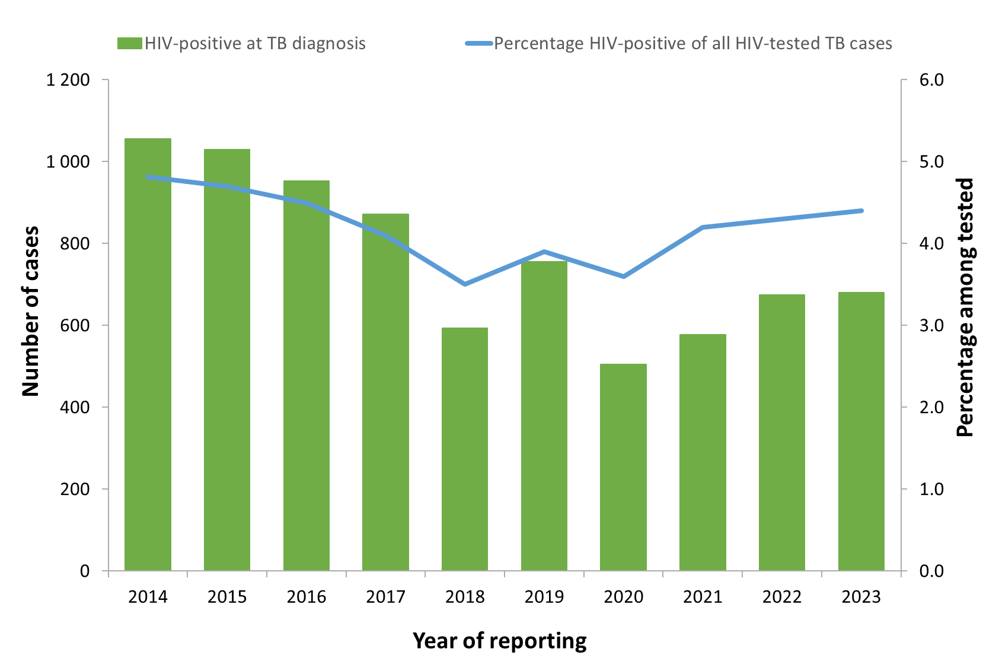 HIV-positive at TB diagnosis
Percentage HIV-positive of all HIV-tested TB cases
1 200
1 000
800
600
400
200
0
Number of cases
6.0
5.0
4.0
3.0
2.0
1.0
0.0
Percentage among tested
2014 2015 2016 2017 2018 2019 2020 2021 2022 2023
Year of reporting